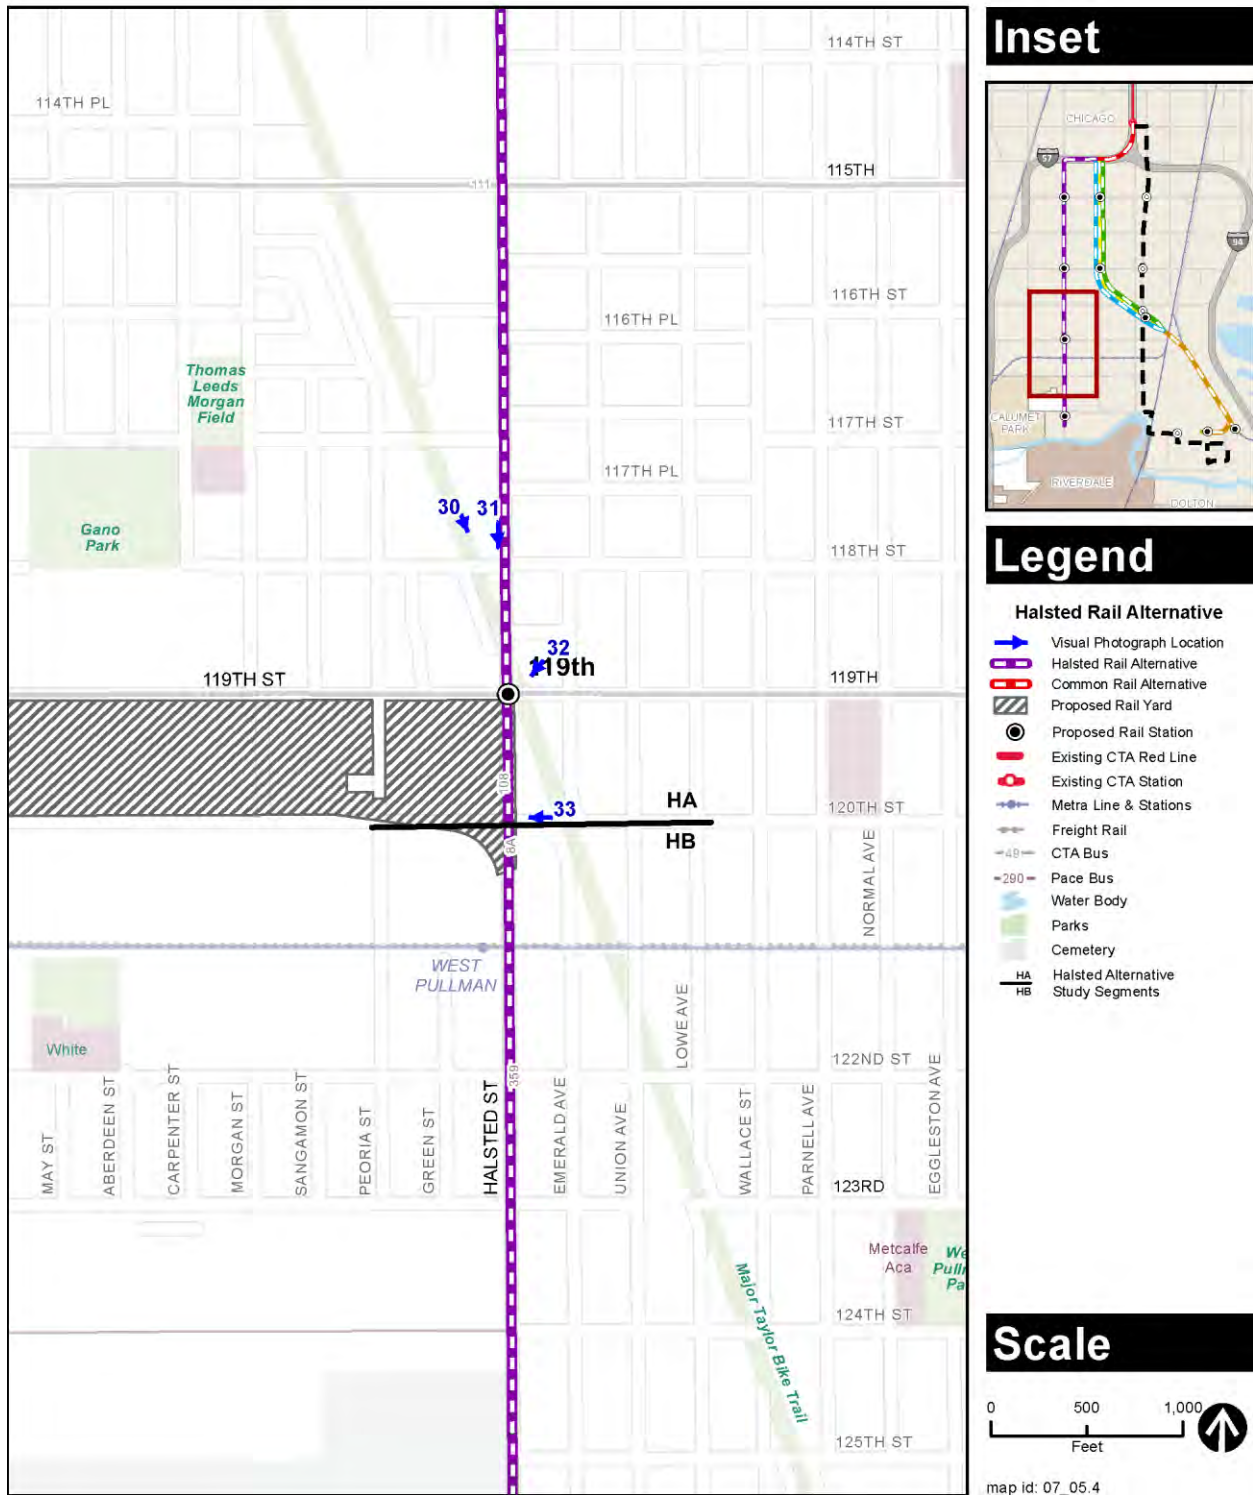 114TH ST
114TH PL
115TH
111
116TH ST
116TH PL
Thomas
Leeds
Morgan
Field
117TH ST
117TH PL
30
31
Gano
Park
118TH ST
32
119th
119TH ST
119TH
108
HA
33
120TH ST
HB
8A
NORMAL AVE
WEST
PULLMAN
White
LOWE AVE
122ND ST
359
MAY ST
ABERDEEN ST
CARPENTER ST
MORGAN ST
SANGAMON ST
PEORIA ST
GREEN ST
HALSTED ST
EMERALD AVE
UNION AVE
WALLACE ST
PARNELL AVE
EGGLESTON AVE
123RD
Metcalfe
Aca
We
Pullm
Pa
Major Taylor Bike Trail
124TH ST
125TH ST
Inset
CHICAGO
57
94
CALUMET
PARK
RIVERDALE
DOLTON
Legend
Halsted Rail Alternative
Visual Photograph Location
Halsted Rail Alternative
Common Rail Alternative
Proposed Rail Yard
Proposed Rail Station
Existing CTA Red Line
Existing CTA Station
Metra Line & Stations
Freight Rail
49 CTA Bus
290 Pace Bus
Water Body
Parks
Cemetery
HA Halsted Alternative
HB Study Segments
Scale
0 500 1,000
Feet
map id: 07_05.4